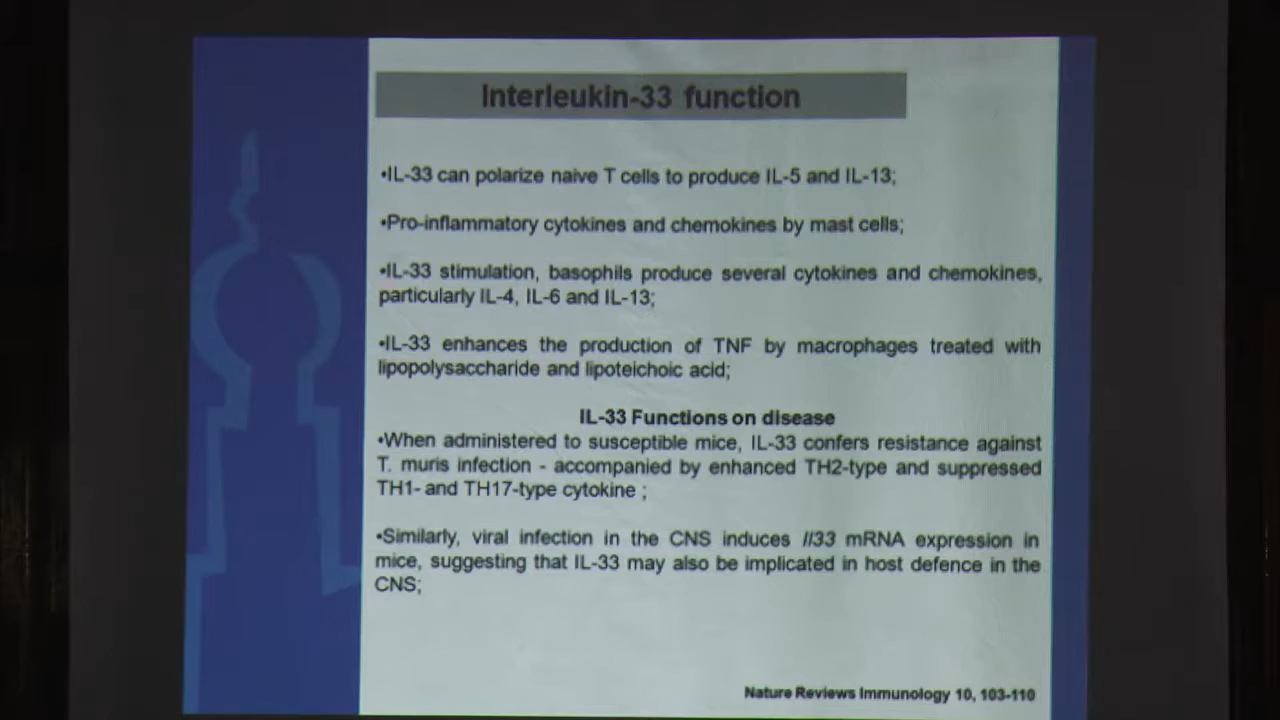 Interleukin-33 function
•IL-33 can polarize naive T cells to produce IL-5 and IL-13;
•Pro-inflammatory cytokines and chemokines by mast cells;
•IL-33 stimulation, basophils produce several cytokines and chemokines,
particularly IL-4, IL-6 and IL-13;
•IL-33 enhances the production of TNF by macrophages treated with
lipopolysaccharide and lipoteichoic acid;
IL-33 Functions on disease
•When administered to susceptible mice, IL-33 confers resistance against
T. muris infection - accompanied by enhanced TH2-type and suppressed
TH1- and TH17-type cytokine ;
•Similarly, viral infection in the CNS induces Il33 mRNA expression in
mice, suggesting that IL-33 may also be implicated in host defence in the
CNS;
Nature Reviews Immunology 10, 103-110